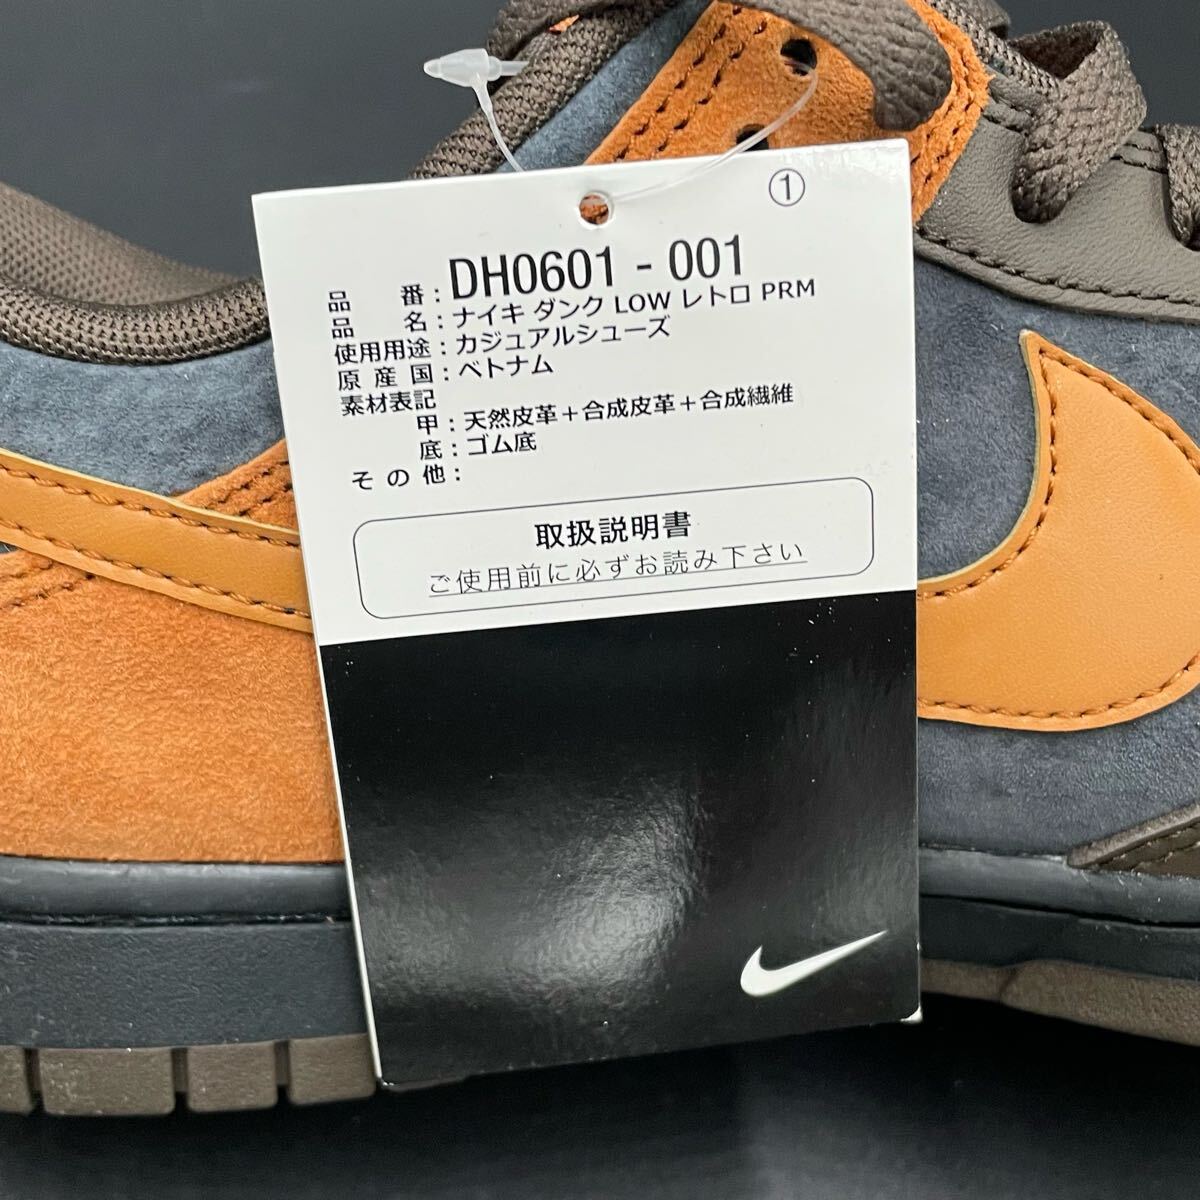 ①
品番：DH0601 - 001
品名：ナイキ ダンク LOW レトロ PRM
使用用途：カジュアルシューズ
原産国：ベトナム
素材表記
甲：天然皮革＋合成皮革＋合成繊維
底：ゴム底
その他：
取扱説明書
ご使用前に必ずお読み下さい